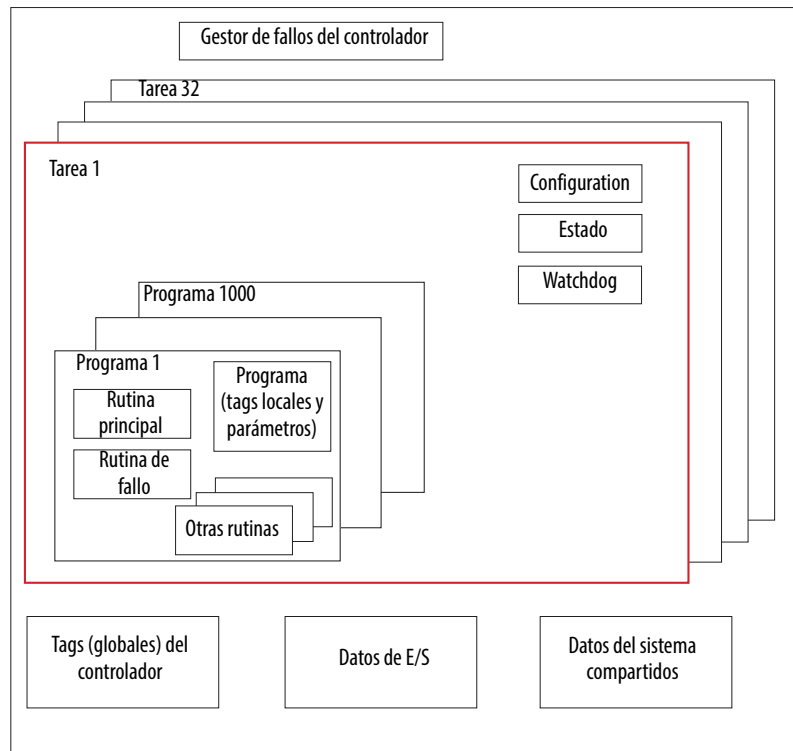 Gestor de fallos del controlador
Tarea 32
Tarea 1
Configuration
Estado
Watchdog
Programa 1000
Programa 1
Programa
(tags locales y
parámetros)
Rutina
principal
Rutina de
fallo
Otras rutinas
Tags (globales) del
controlador
Datos de E/S
Datos del sistema
compartidos